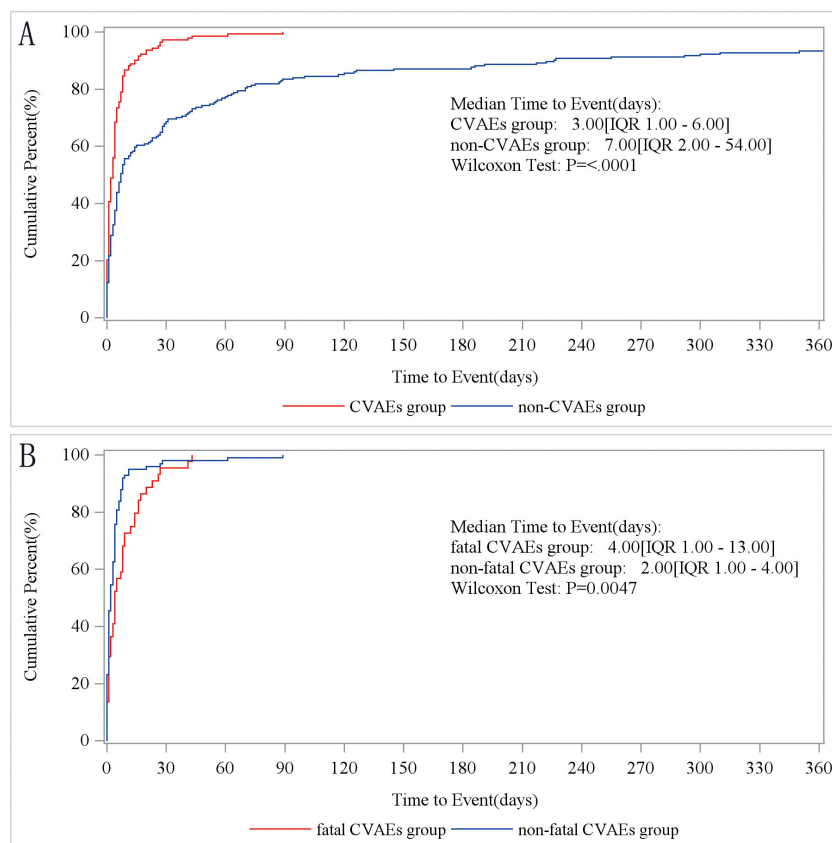 A
Cumulative Percent(%)
100
80
60
40
20
0
Median Time to Event(days):
CVAEs group: 3.00[IQR 1.00 - 6.00]
non-CVAEs group: 7.00[IQR 2.00 - 54.00]
Wilcoxon Test: P=<.0001
0 30 60 90 120 150 180 210 240 270 300 330 360
Time to Event(days)
CVAEs group non-CVAEs group
B
Cumulative Percent(%)
100
80
60
40
20
0
Median Time to Event(days):
fatal CVAEs group: 4.00[IQR 1.00 - 13.00]
non-fatal CVAEs group: 2.00[IQR 1.00 - 4.00]
Wilcoxon Test: P=0.0047
0 30 60 90 120 150 180 210 240 270 300 330 360
Time to Event(days)
fatal CVAEs group non-fatal CVAEs group